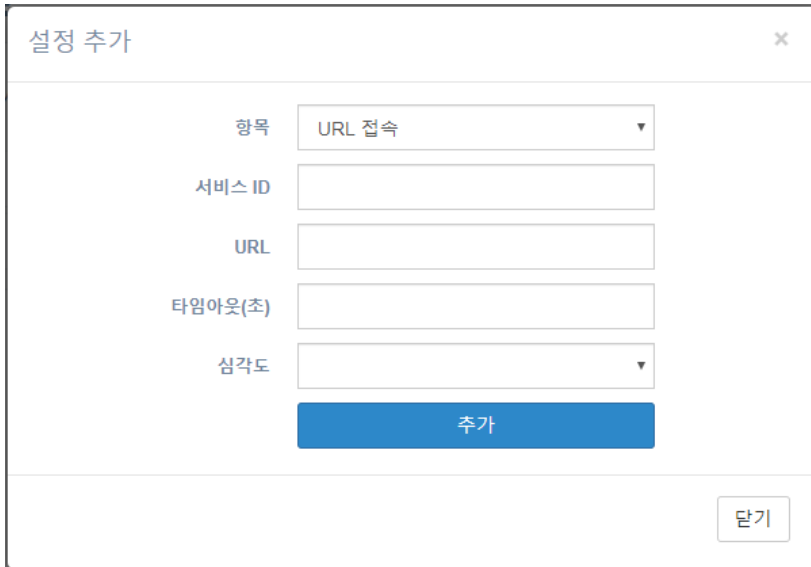 설정 추가 ×
항목 URL 접속
서비스 ID
URL
타임아웃(초)
심각도
추가
닫기